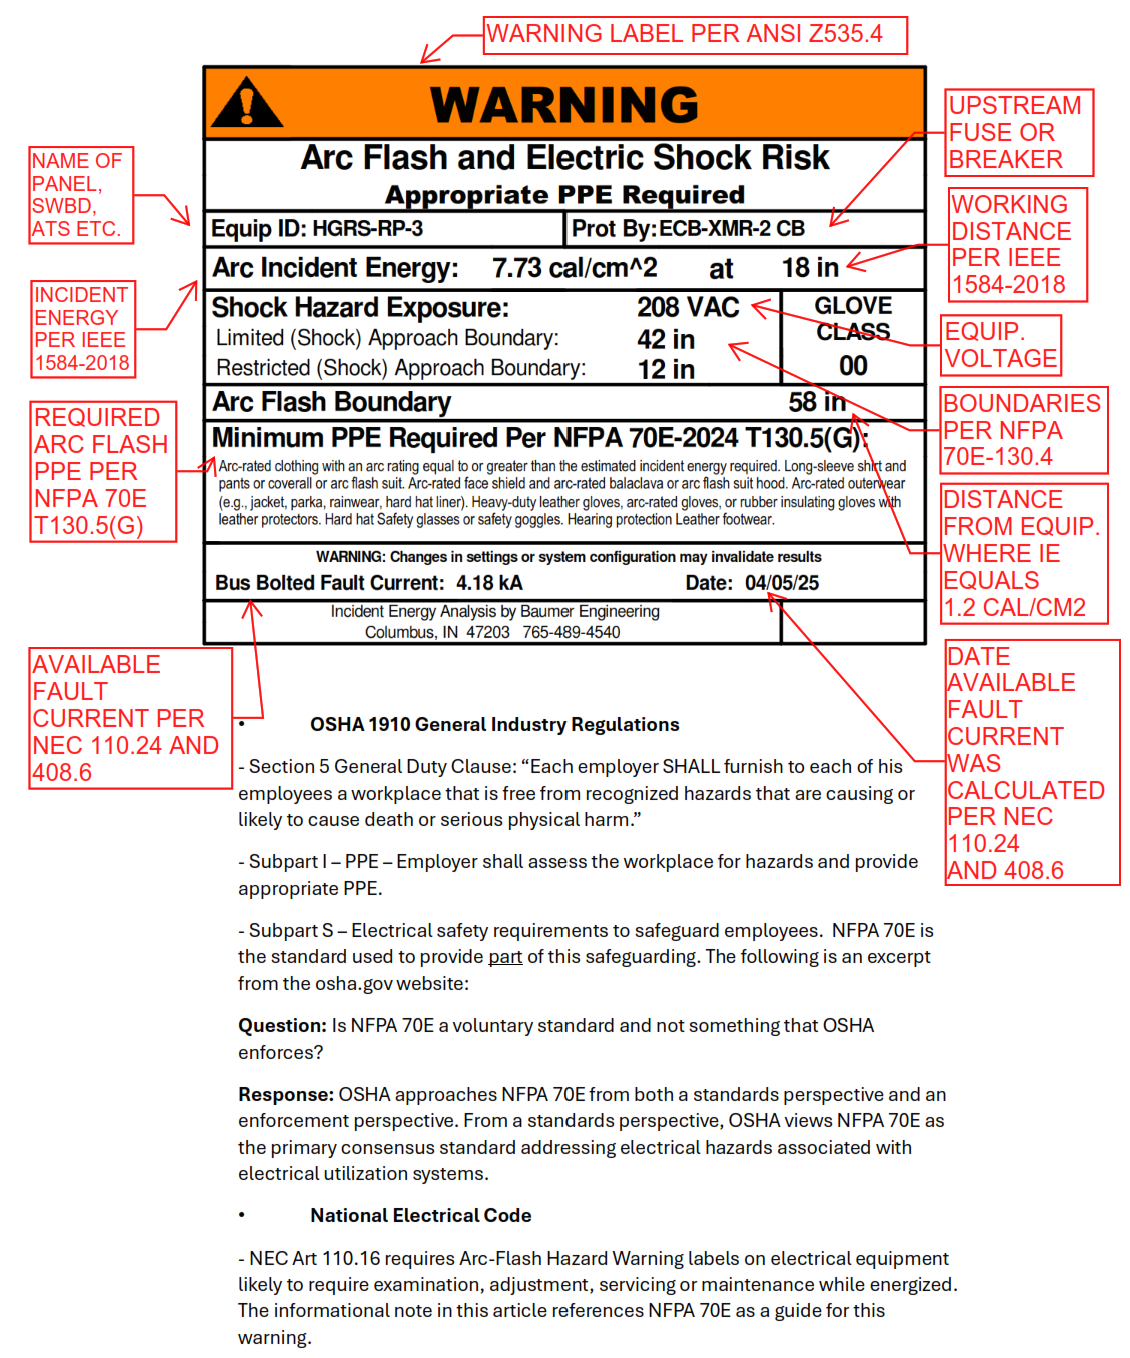 WARNING LABEL PER ANSI Z535.4
WARNING
Arc Flash and Electric Shock Risk
Appropriate PPE Required
Equip ID: HGRS-RP-3
Prot By: ECB-XMR-2 CB
Arc Incident Energy: 7.73 cal/cm^2 at 18 in
Shock Hazard Exposure: 208 VAC
Limited (Shock) Approach Boundary: 42 in
Restricted (Shock) Approach Boundary: 12 in
GLOVE
CLASS
00
Arc Flash Boundary 58 in
Minimum PPE Required Per NFPA 70E-2024 T130.5(G):
Arc-rated clothing with an arc rating equal to or greater than the estimated incident energy required. Long-sleeve shirt and
pants or coverall or arc flash suit. Arc-rated face shield and arc-rated balaclava or arc flash suit hood. Arc-rated outerwear
(e.g., jacket, parka, rainwear, hard hat liner). Heavy-duty leather gloves, arc-rated gloves, or rubber insulating gloves with
leather protectors. Hard hat Safety glasses or safety goggles. Hearing protection Leather footwear.
WARNING: Changes in settings or system configuration may invalidate results
Bus Bolted Fault Current: 4.18 kA Date: 04/05/25
Incident Energy Analysis by Baumer Engineering
Columbus, IN 47203 765-489-4540
NAME OF
PANEL,
SWBD,
ATS ETC.
INCIDENT
ENERGY
PER IEEE
1584-2018
REQUIRED
ARC FLASH
PPE PER
NFPA 70E
T130.5(G)
AVAILABLE
FAULT
CURRENT PER
NEC 110.24 AND
408.6
UPSTREAM
FUSE OR
BREAKER
WORKING
DISTANCE
PER IEEE
1584-2018
EQUIP.
VOLTAGE
BOUNDARIES
PER NFPA
70E-130.4
DISTANCE
FROM EQUIP.
WHERE IE
EQUALS
1.2 CAL/CM2
DATE
AVAILABLE
FAULT
CURRENT
WAS
CALCULATED
PER NEC
110.24
AND 408.6
• OSHA 1910 General Industry Regulations
- Section 5 General Duty Clause: “Each employer SHALL furnish to each of his
employees a workplace that is free from recognized hazards that are causing or
likely to cause death or serious physical harm.”
- Subpart I – PPE – Employer shall assess the workplace for hazards and provide
appropriate PPE.
- Subpart S – Electrical safety requirements to safeguard employees. NFPA 70E is
the standard used to provide part of this safeguarding. The following is an excerpt
from the osha.gov website:
Question: Is NFPA 70E a voluntary standard and not something that OSHA
enforces?
Response: OSHA approaches NFPA 70E from both a standards perspective and an
enforcement perspective. From a standards perspective, OSHA views NFPA 70E as
the primary consensus standard addressing electrical hazards associated with
electrical utilization systems.
• National Electrical Code
- NEC Art 110.16 requires Arc-Flash Hazard Warning labels on electrical equipment
likely to require examination, adjustment, servicing or maintenance while energized.
The informational note in this article references NFPA 70E as a guide for this
warning.